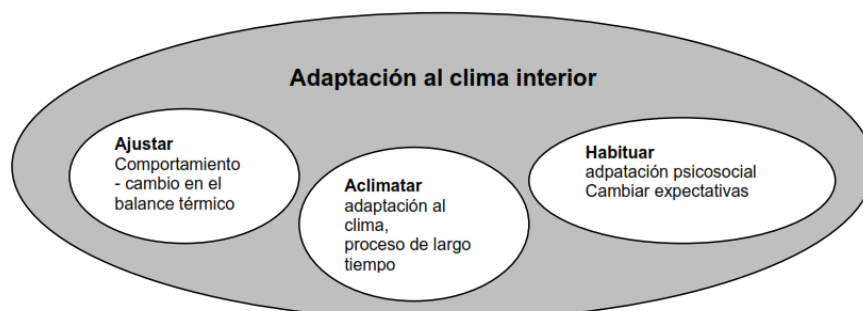 Adaptación al clima interior
Ajustar
Comportamiento
- cambio en el
balance térmico
Aclimatar
adaptación al
clima,
proceso de largo
tiempo
Habituar
adpatación psicosocial
Cambiar expectativas